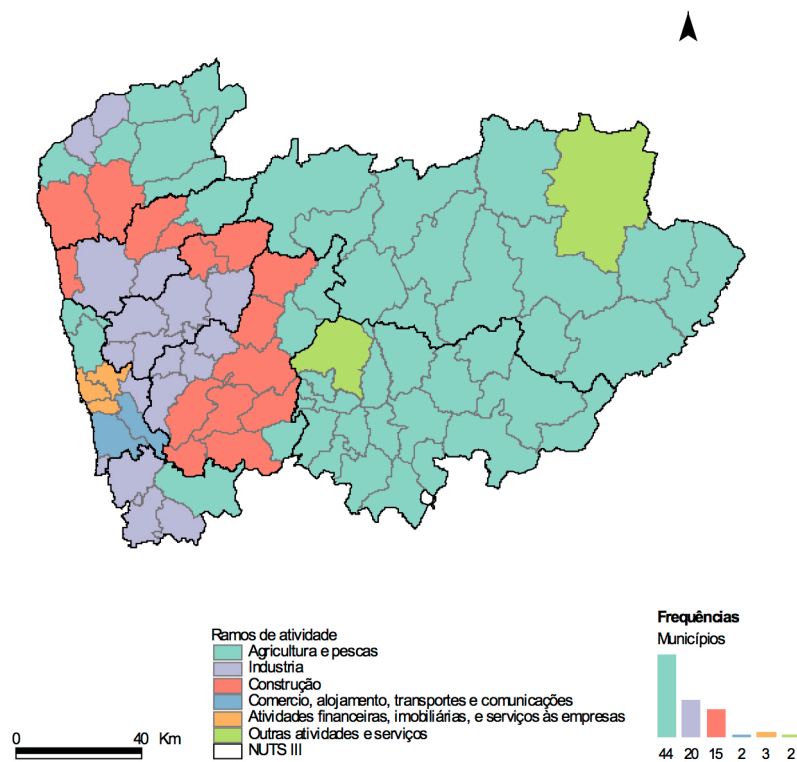 Ramos de atividade
Agricultura e pescas
Industria
Construção
Comercio, alojamento, transportes e comunicações
Atividades financeiras, imobiliárias, e serviços às empresas
Outras atividades e serviços
NUTS III
0 40 Km
Frequências
Municípios
44 20 15 2 3 2